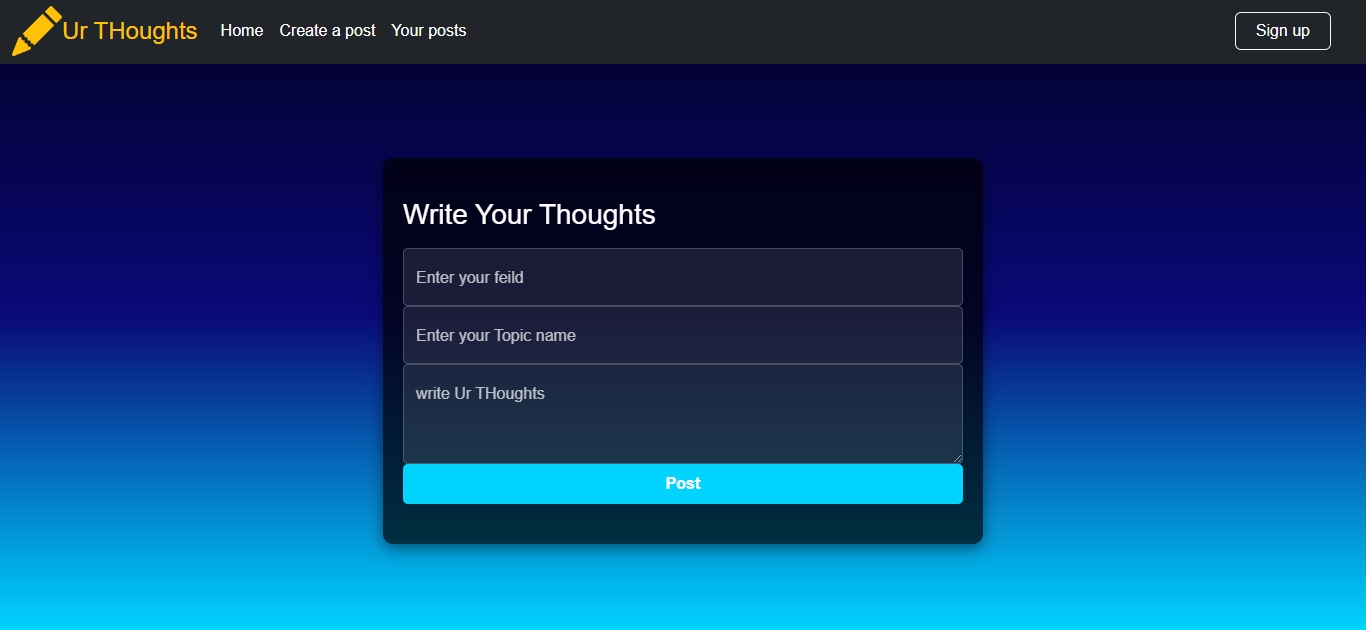 Ur THoughts Home Create a post Your posts Sign up
Write Your Thoughts
Enter your feild
Enter your Topic name
write Ur THoughts
Post